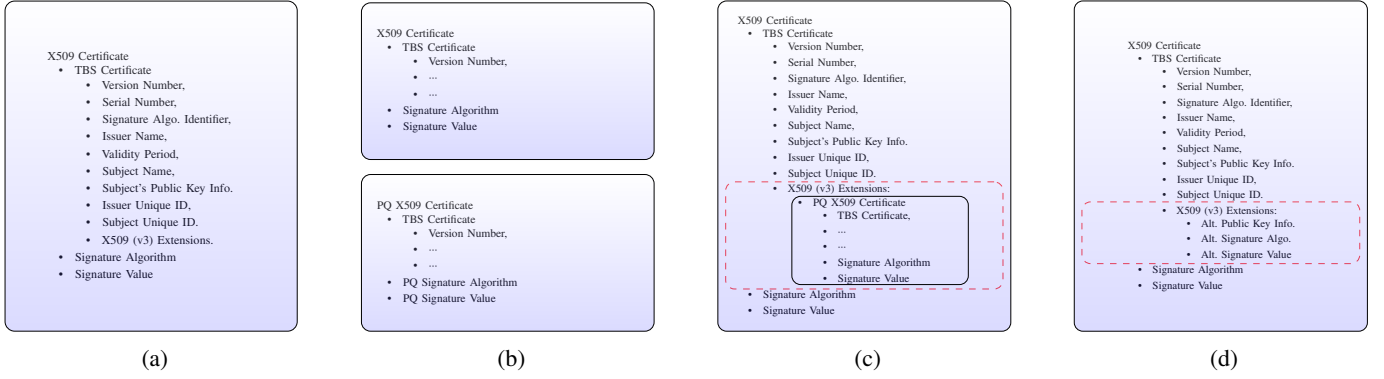 X509 Certificate
• TBS Certificate
• Version Number,
• Serial Number,
• Signature Algo. Identifier,
• Issuer Name,
• Validity Period,
• Subject Name,
• Subject's Public Key Info.
• Issuer Unique ID,
• Subject Unique ID.
• X509 (v3) Extensions.
• Signature Algorithm
• Signature Value
(a)
X509 Certificate
• TBS Certificate
• Version Number,
• ...
• ...
• Signature Algorithm
• Signature Value
PQ X509 Certificate
• TBS Certificate
• Version Number,
• ...
• ...
• PQ Signature Algorithm
• PQ Signature Value
(b)
X509 Certificate
• TBS Certificate
• Version Number,
• Serial Number,
• Signature Algo. Identifier,
• Issuer Name,
• Validity Period,
• Subject Name,
• Subject's Public Key Info.
• Issuer Unique ID,
• Subject Unique ID.
• X509 (v3) Extensions:
• PQ X509 Certificate
• TBS Certificate,
• ...
• ...
• Signature Algorithm
• Signature Value
• Signature Algorithm
• Signature Value
(c)
X509 Certificate
• TBS Certificate
• Version Number,
• Serial Number,
• Signature Algo. Identifier,
• Issuer Name,
• Validity Period,
• Subject Name,
• Subject's Public Key Info.
• Issuer Unique ID,
• Subject Unique ID.
• X509 (v3) Extensions:
• Alt. Public Key Info.
• Alt. Signature Algo.
• Alt. Signature Value
• Signature Algorithm
• Signature Value
(d)